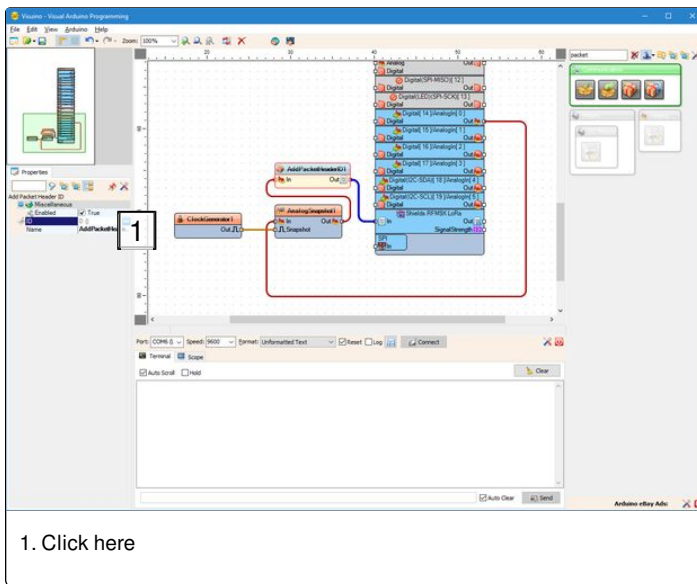 Visuino - Visual Arduino Programming
File Edit View Arduino Help
Zoom: 100%
packet
20 30 40 50
Analog Out
Digital
Digital(SPI-MISO)[ 12 ]
Digital
Digital(LED)(SPI-SCK)[ 13 ]
Digital
Digital[ 14 ]/AnalogIn[ 0 ]
Digital Out
Digital[ 15 ]/AnalogIn[ 1 ]
Digital Out
Digital[ 16 ]/AnalogIn[ 2 ]
Digital Out
Digital[ 17 ]/AnalogIn[ 3 ]
Digital Out
Digital(I2C-SDA)[ 18 ]/AnalogIn[ 4 ]
Digital Out
Digital(I2C-SCL)[ 19 ]/AnalogIn[ 5 ]
Digital Out
Shields.RFM9X LoRa
In Out
SignalStrength
SPI
In
AddPacketHeaderID1
In Out
AnalogSnapshot1
In Out
Snapshot
ClockGenerator1
Out
Properties
Add Packet Header ID
Miscellaneous
Enabled True
ID 0 ()
Name AddPacketHea
1
Port: COM6 Speed: 9600 Format: Unformatted Text Reset Log Connect
Terminal Scope
Auto Scroll Hold Clear
Auto Clear Send
Arduino eBay Ads:
1. Click here